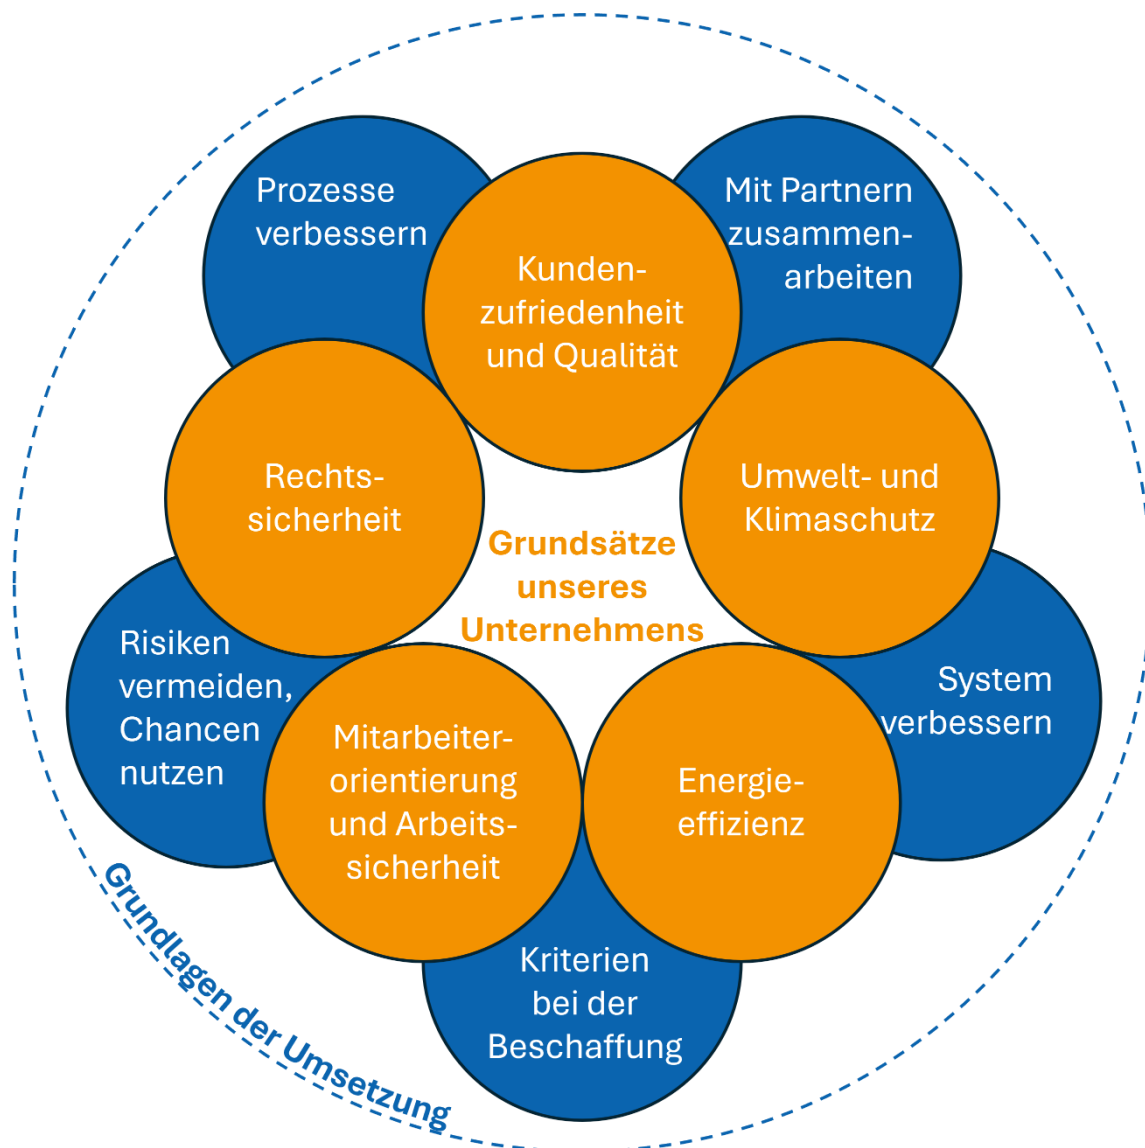 Prozesse
verbessern
Mit Partnern
zusammen-
arbeiten
Kunden-
zufriedenheit
und Qualität
Rechts-
sicherheit
Umwelt- und
Klimaschutz
Grundsätze
unseres
Unternehmens
Risiken
vermeiden,
Chancen
nutzen
System
verbessern
Mitarbeiter-
orientierung
und Arbeits-
sicherheit
Energie-
effizienz
Kriterien
bei der
Beschaffung
Grundlagen der Umsetzung